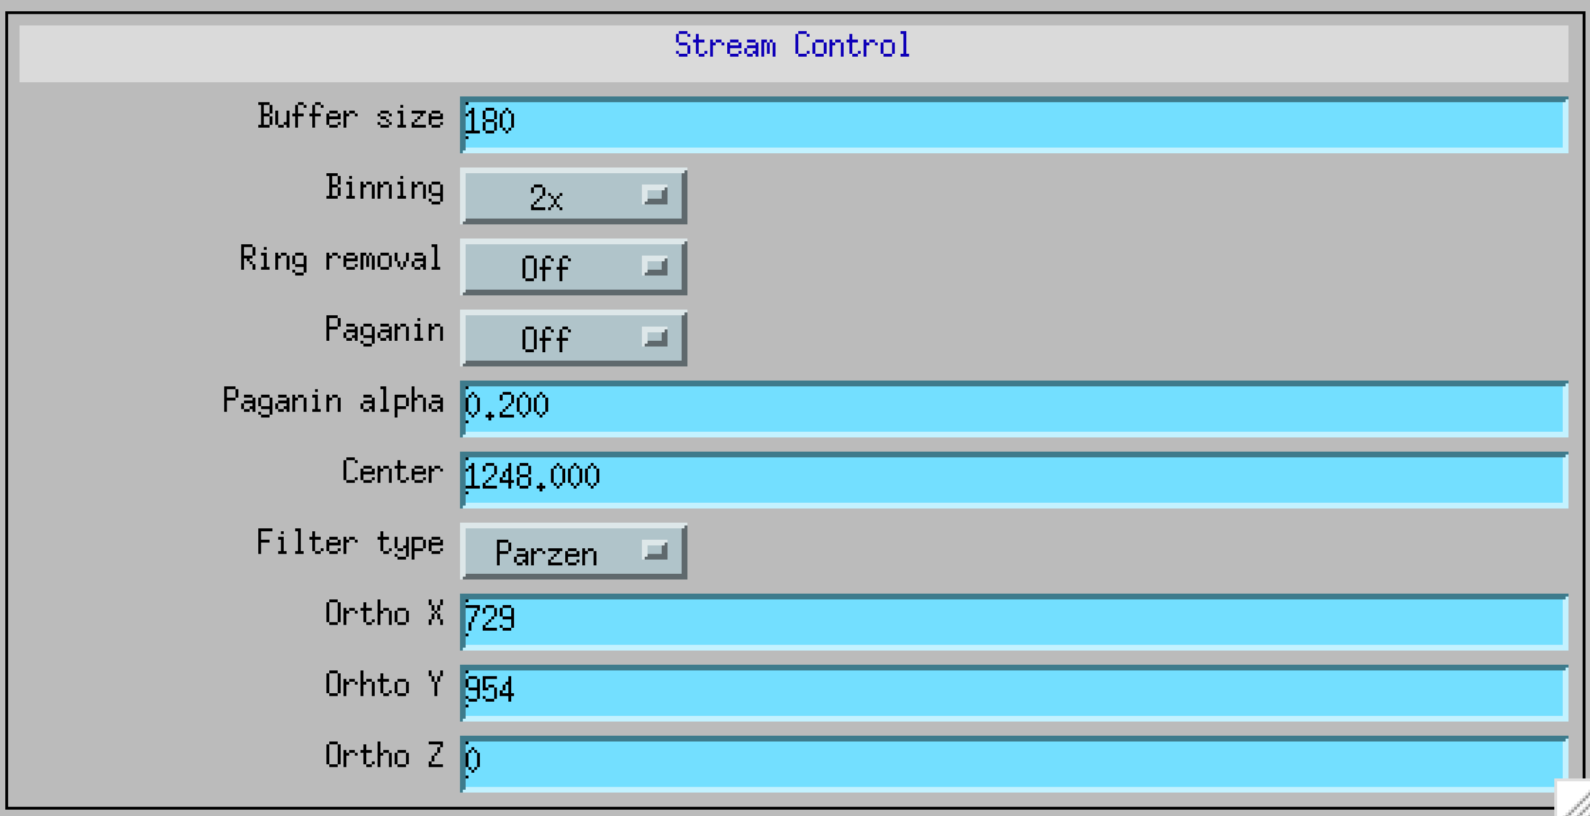 Stream Control
Buffer size 180
Binning 2x
Ring removal Off
Paganin Off
Paganin alpha 0.200
Center 1248.000
Filter type Parzen
Ortho X 729
Orhto Y 954
Ortho Z 0